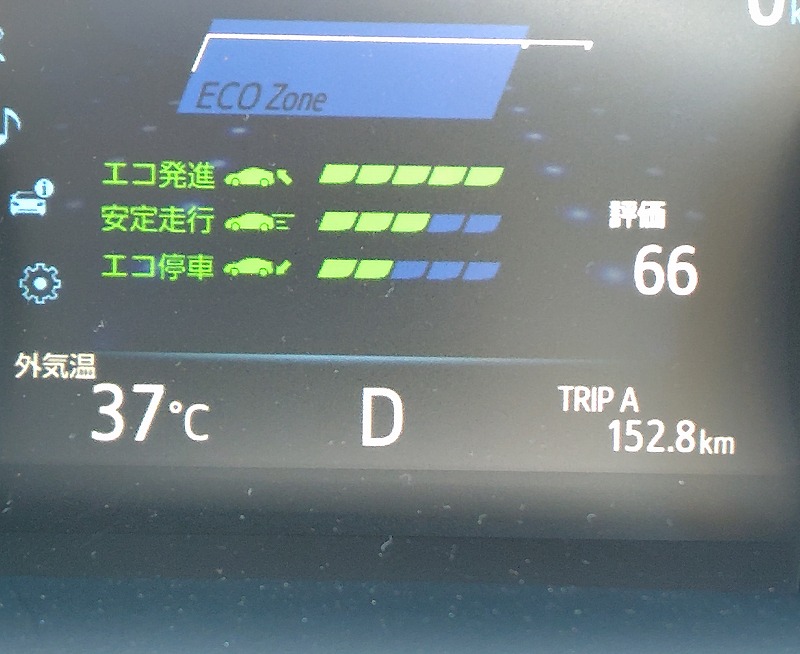 0
ECO Zone
エコ発進
安定走行
エコ停車
評価
66
外気温
37℃
D
TRIP A
152.8km